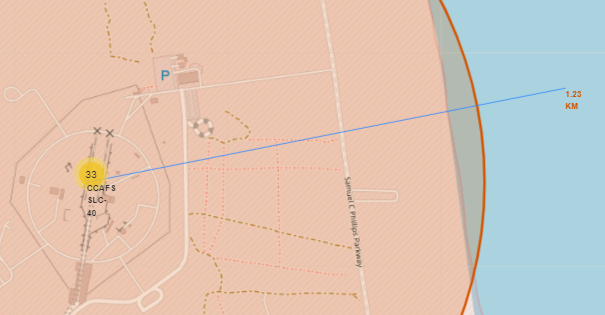 P
1.23
KM
33
CCAFS
SLC-
40
Samuel C Phillips Parkway